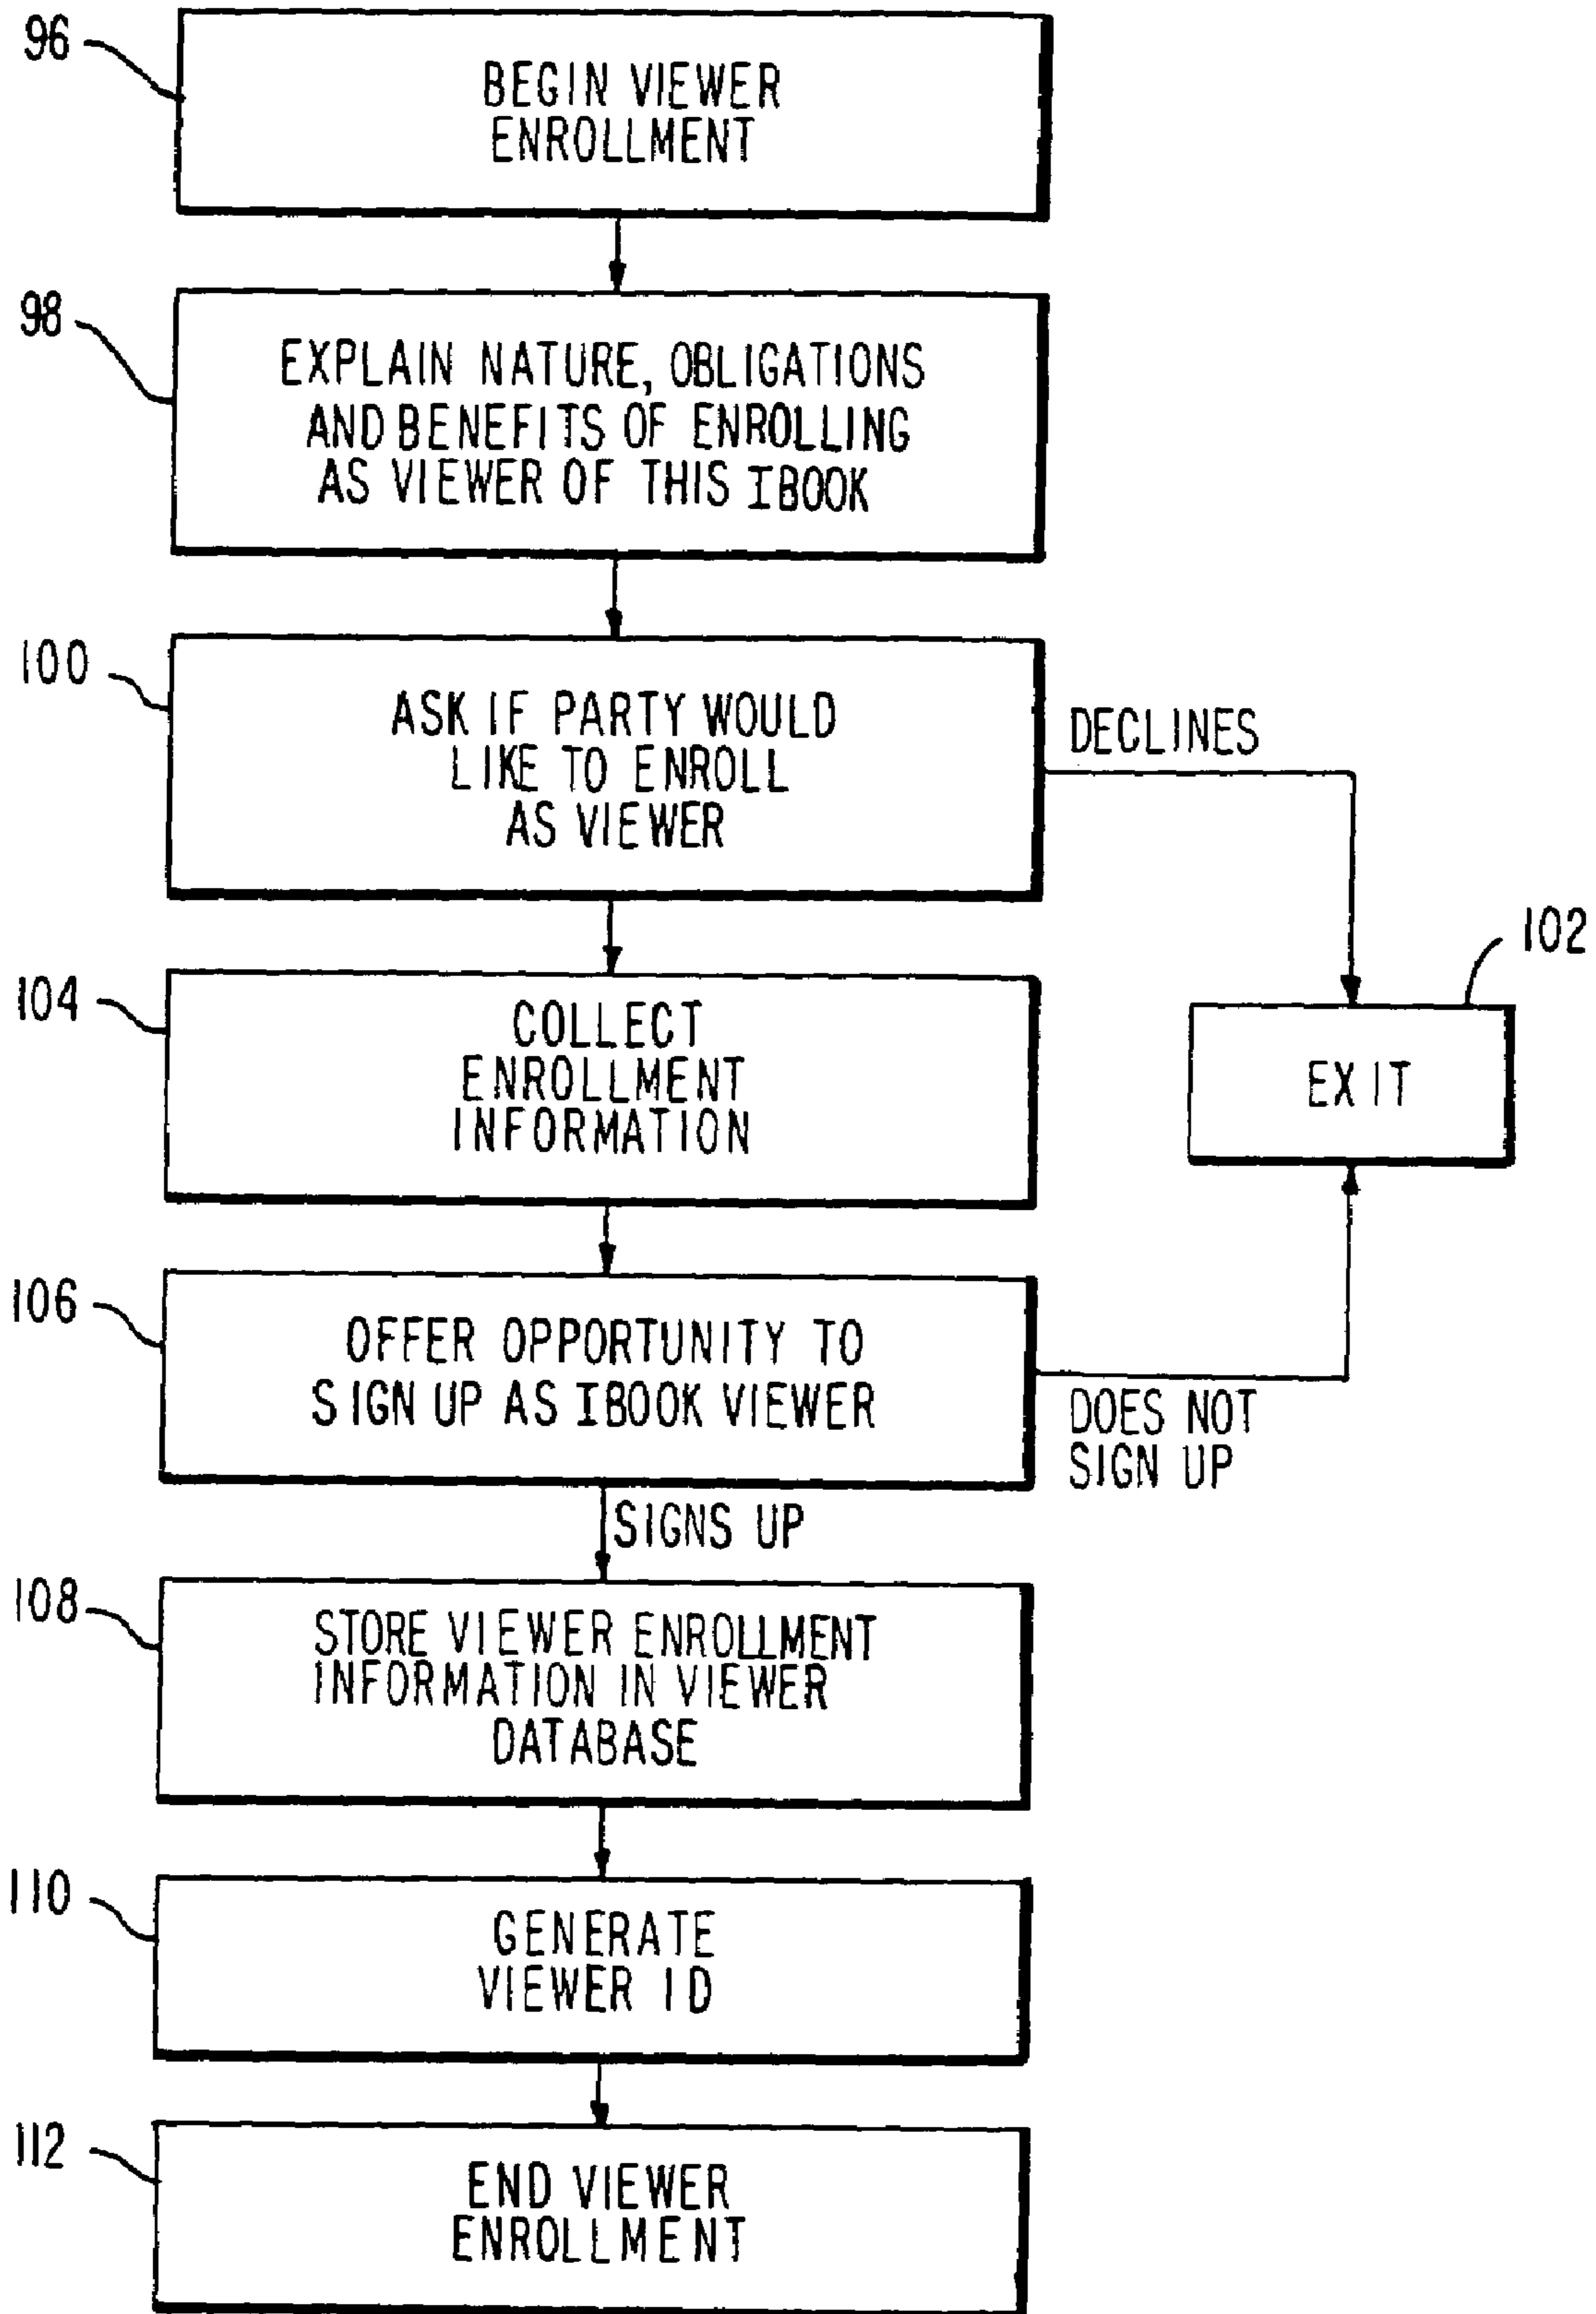 96
BEGIN VIEWER
ENROLLMENT
98
EXPLAIN NATURE, OBLIGATIONS
AND BENEFITS OF ENROLLING
AS VIEWER OF THIS IBOOK
100
ASK IF PARTY WOULD
LIKE TO ENROLL
AS VIEWER
DECLINES
102
EXIT
104
COLLECT
ENROLLMENT
INFORMATION
106
OFFER OPPORTUNITY TO
SIGN UP AS IBOOK VIEWER
DOES NOT
SIGN UP
SIGNS UP
108
STORE VIEWER ENROLLMENT
INFORMATION IN VIEWER
DATABASE
110
GENERATE
VIEWER ID
112
END VIEWER
ENROLLMENT